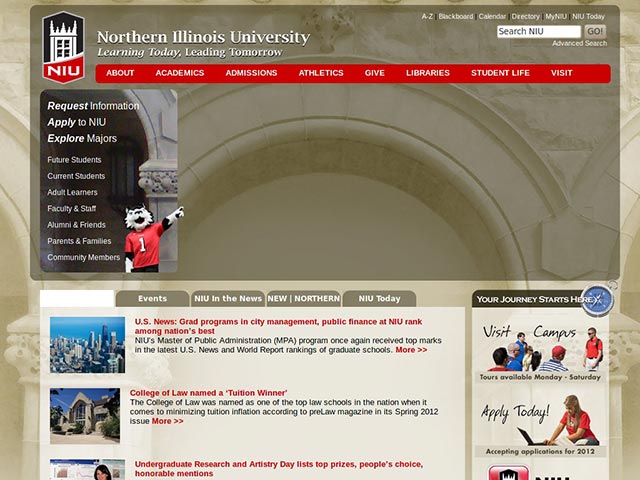 A-Z | Blackboard | Calendar | Directory | MyNIU | NIU Today
Northern Illinois University
Learning Today, Leading Tomorrow
NIU
Search NIU
GO!
Advanced Search
ABOUT ACADEMICS ADMISSIONS ATHLETICS GIVE LIBRARIES STUDENT LIFE VISIT
Request Information
Apply to NIU
Explore Majors
Future Students
Current Students
Adult Learners
Faculty & Staff
Alumni & Friends
Parents & Families
Community Members
1
Events NIU In the News NEW | NORTHERN NIU Today
U.S. News: Grad programs in city management, public finance at NIU rank
among nation's best
NIU's Master of Public Administration (MPA) program once again received top marks
in the latest U.S. News and World Report rankings of graduate schools. More >>
College of Law named a ‘Tuition Winner’
The College of Law was named as one of the top law schools in the nation when it
comes to minimizing tuition inflation according to preLaw magazine in its Spring 2012
issue More >>
Undergraduate Research and Artistry Day lists top prizes, people's choice,
honorable mentions
YOUR JOURNEY STARTS HERE
Visit Campus
Tours available Monday - Saturday
Apply Today!
Accepting applications for 2012
NIU